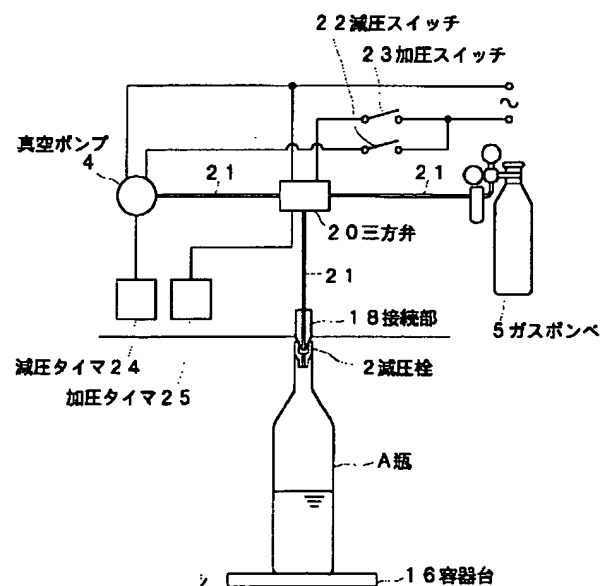 22減圧スイッチ
23加圧スイッチ
~
真空ポンプ
4
21
21
20三方弁
21
5ガスボンベ
18接続部
減圧タイマ24
2減圧栓
加圧タイマ25
A瓶
16容器台